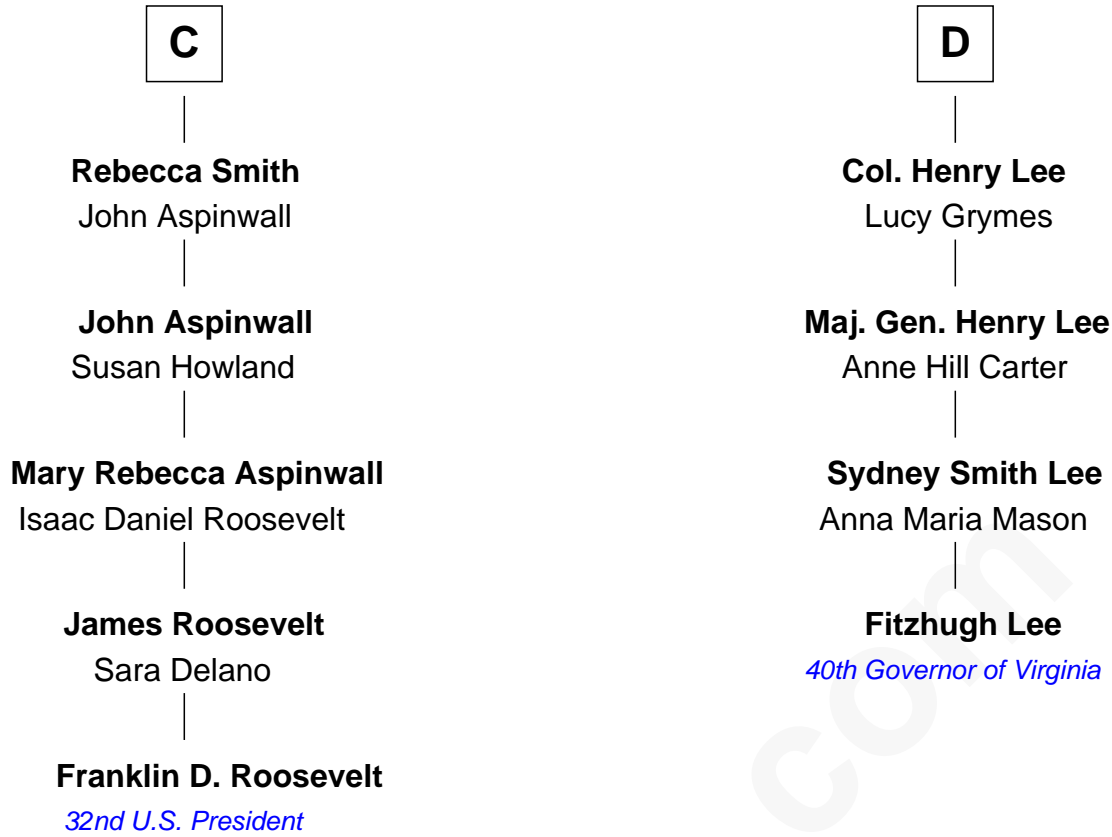 C
Rebecca Smith
John Aspinwall
John Aspinwall
Susan Howland
Mary Rebecca Aspinwall
Isaac Daniel Roosevelt
James Roosevelt
Sara Delano
Franklin D. Roosevelt
32nd U.S. President
D
Col. Henry Lee
Lucy Grymes
Maj. Gen. Henry Lee
Anne Hill Carter
Sydney Smith Lee
Anna Maria Mason
Fitzhugh Lee
40th Governor of Virginia
com